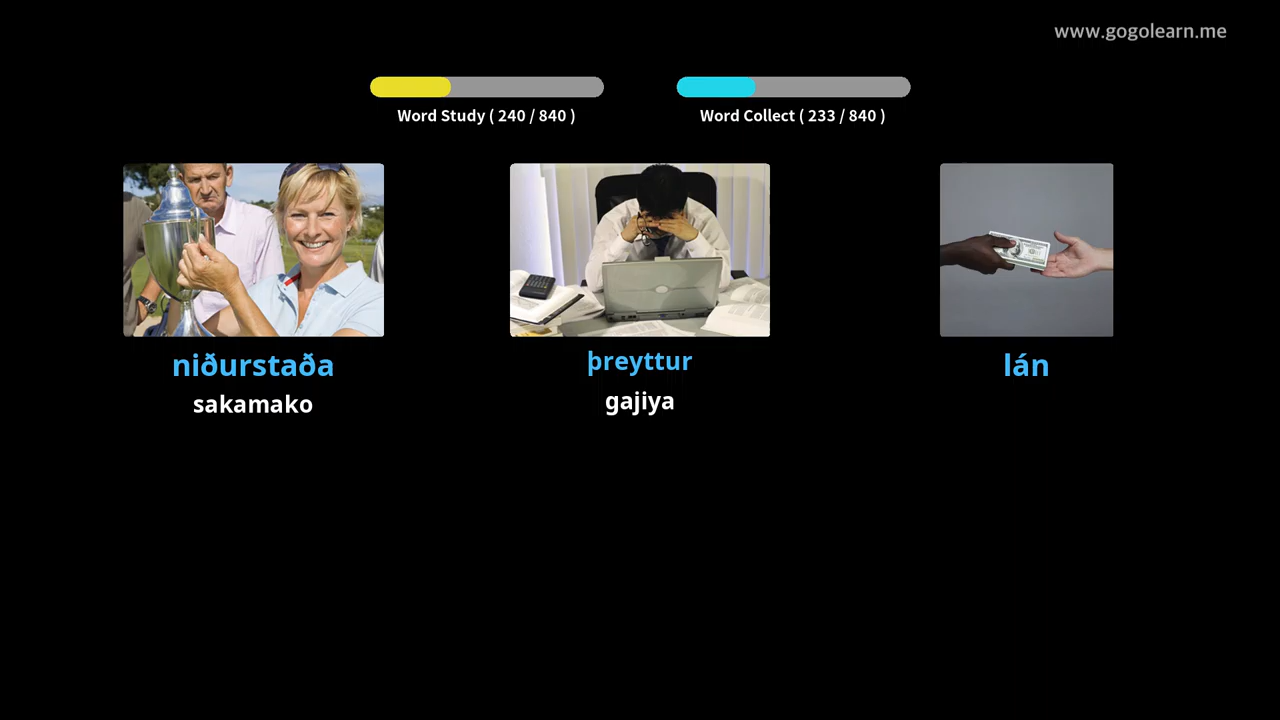 www.gogolearn.me
Word Study ( 240 / 840 )
Word Collect ( 233 / 840 )
niðurstaða
sakamako
þreyttur
gajiya
lán